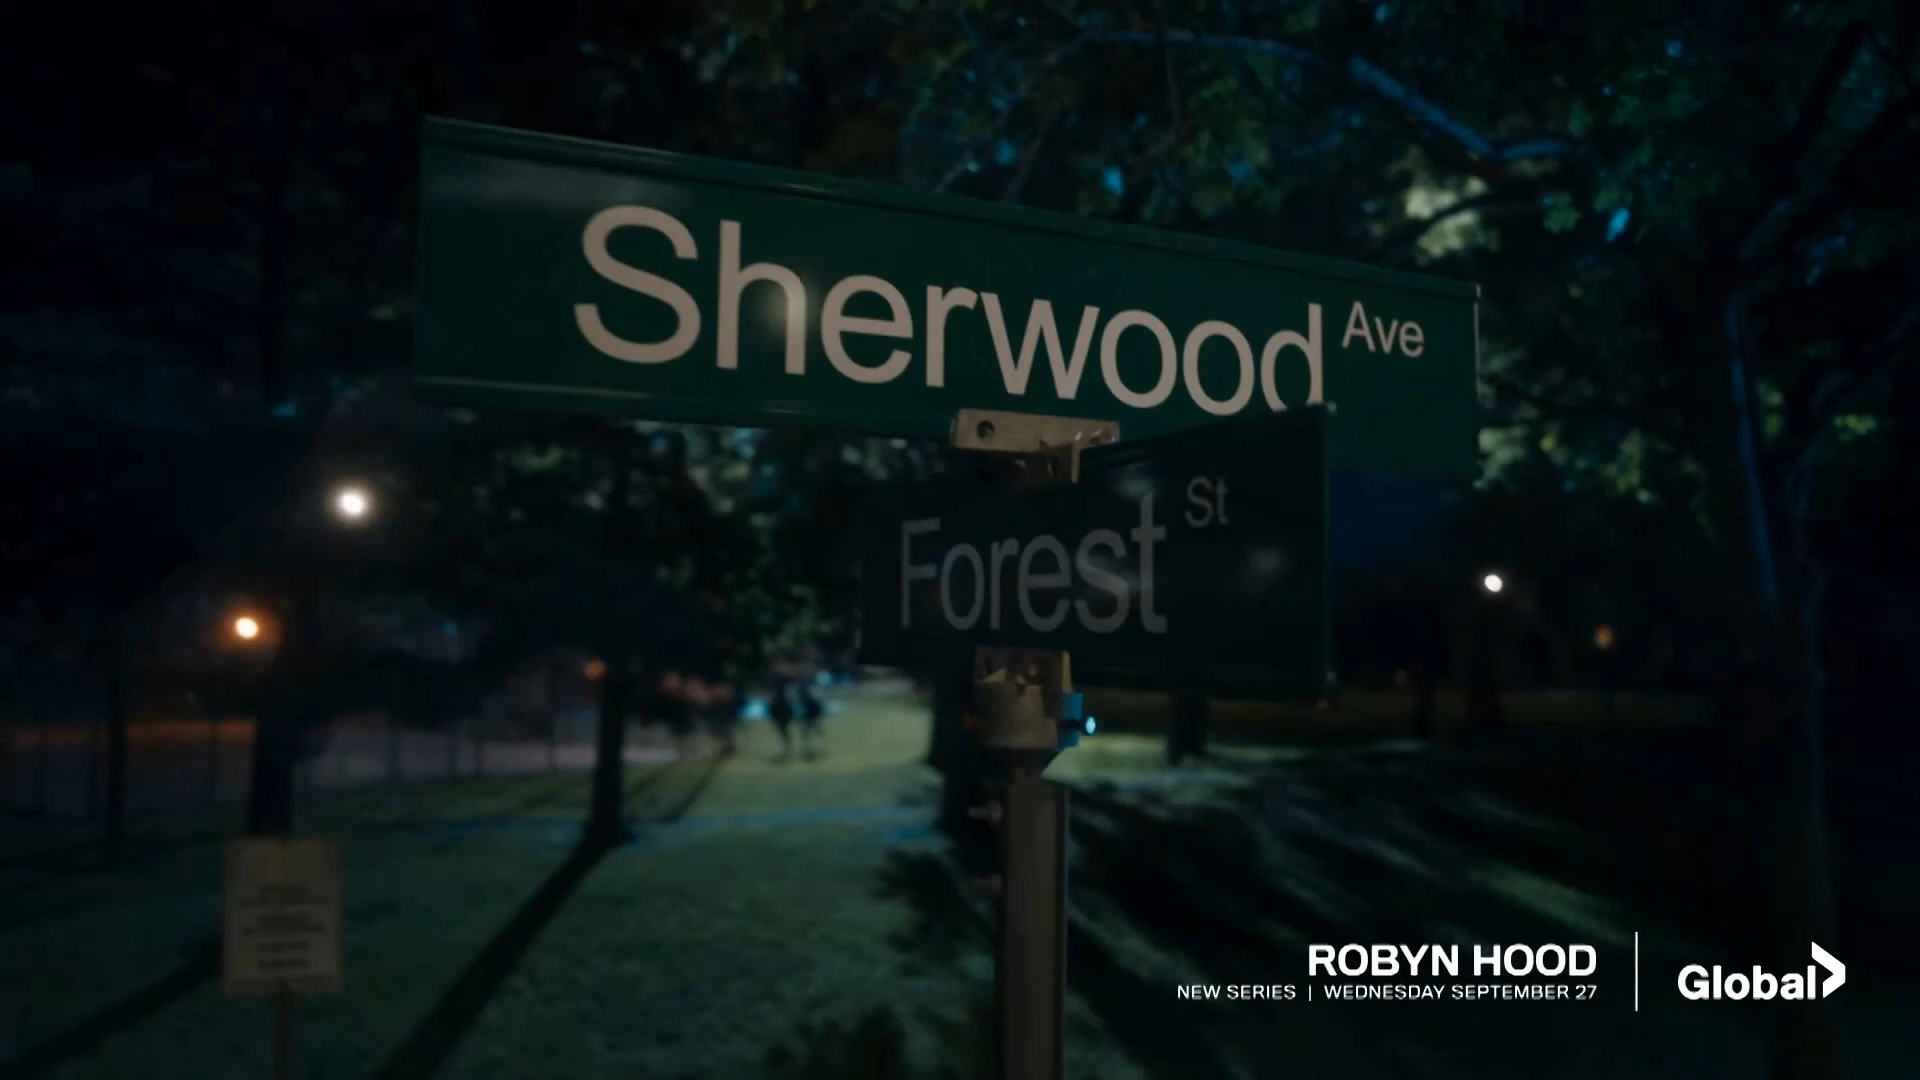 Sherwood Ave
Forest St
ROBYN HOOD
NEW SERIES | WEDNESDAY SEPTEMBER 27
Global